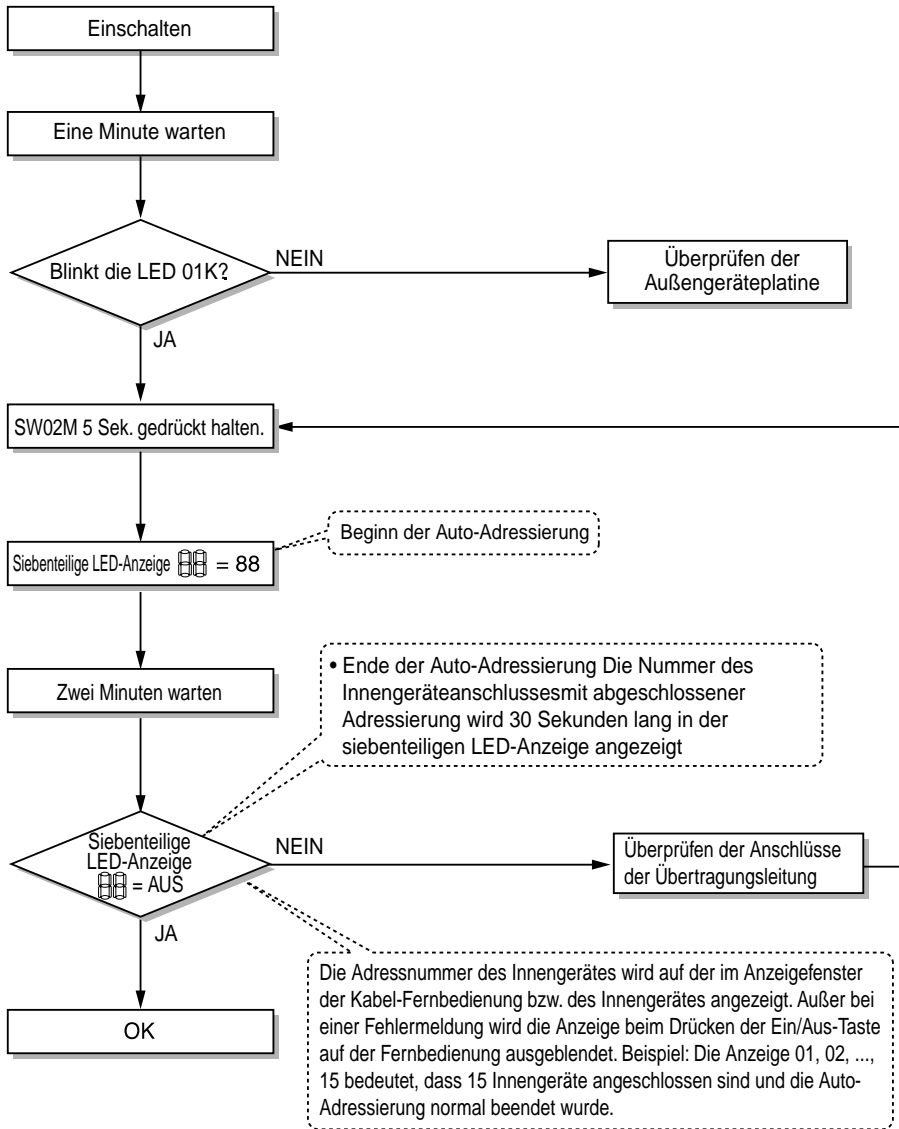 Einschalten
Eine Minute warten
Blinkt die LED 01K?
NEIN
Überprüfen der
Außengeräteplatine
JA
SW02M 5 Sek. gedrückt halten.
Beginn der Auto-Adressierung
Siebenteilige LED-Anzeige 88 = 88
• Ende der Auto-Adressierung Die Nummer des
Innengeräteanschlussesmit abgeschlossener
Adressierung wird 30 Sekunden lang in der
siebenteiligen LED-Anzeige angezeigt
Zwei Minuten warten
Siebenteilige
LED-Anzeige
88 = AUS
NEIN
Überprüfen der Anschlüsse
der Übertragungsleitung
JA
OK
Die Adressnummer des Innengerätes wird auf der im Anzeigefenster
der Kabel-Fernbedienung bzw. des Innengerätes angezeigt. Außer bei
einer Fehlermeldung wird die Anzeige beim Drücken der Ein/Aus-Taste
auf der Fernbedienung ausgeblendet. Beispiel: Die Anzeige 01, 02, ...,
15 bedeutet, dass 15 Innengeräte angeschlossen sind und die Auto-
Adressierung normal beendet wurde.